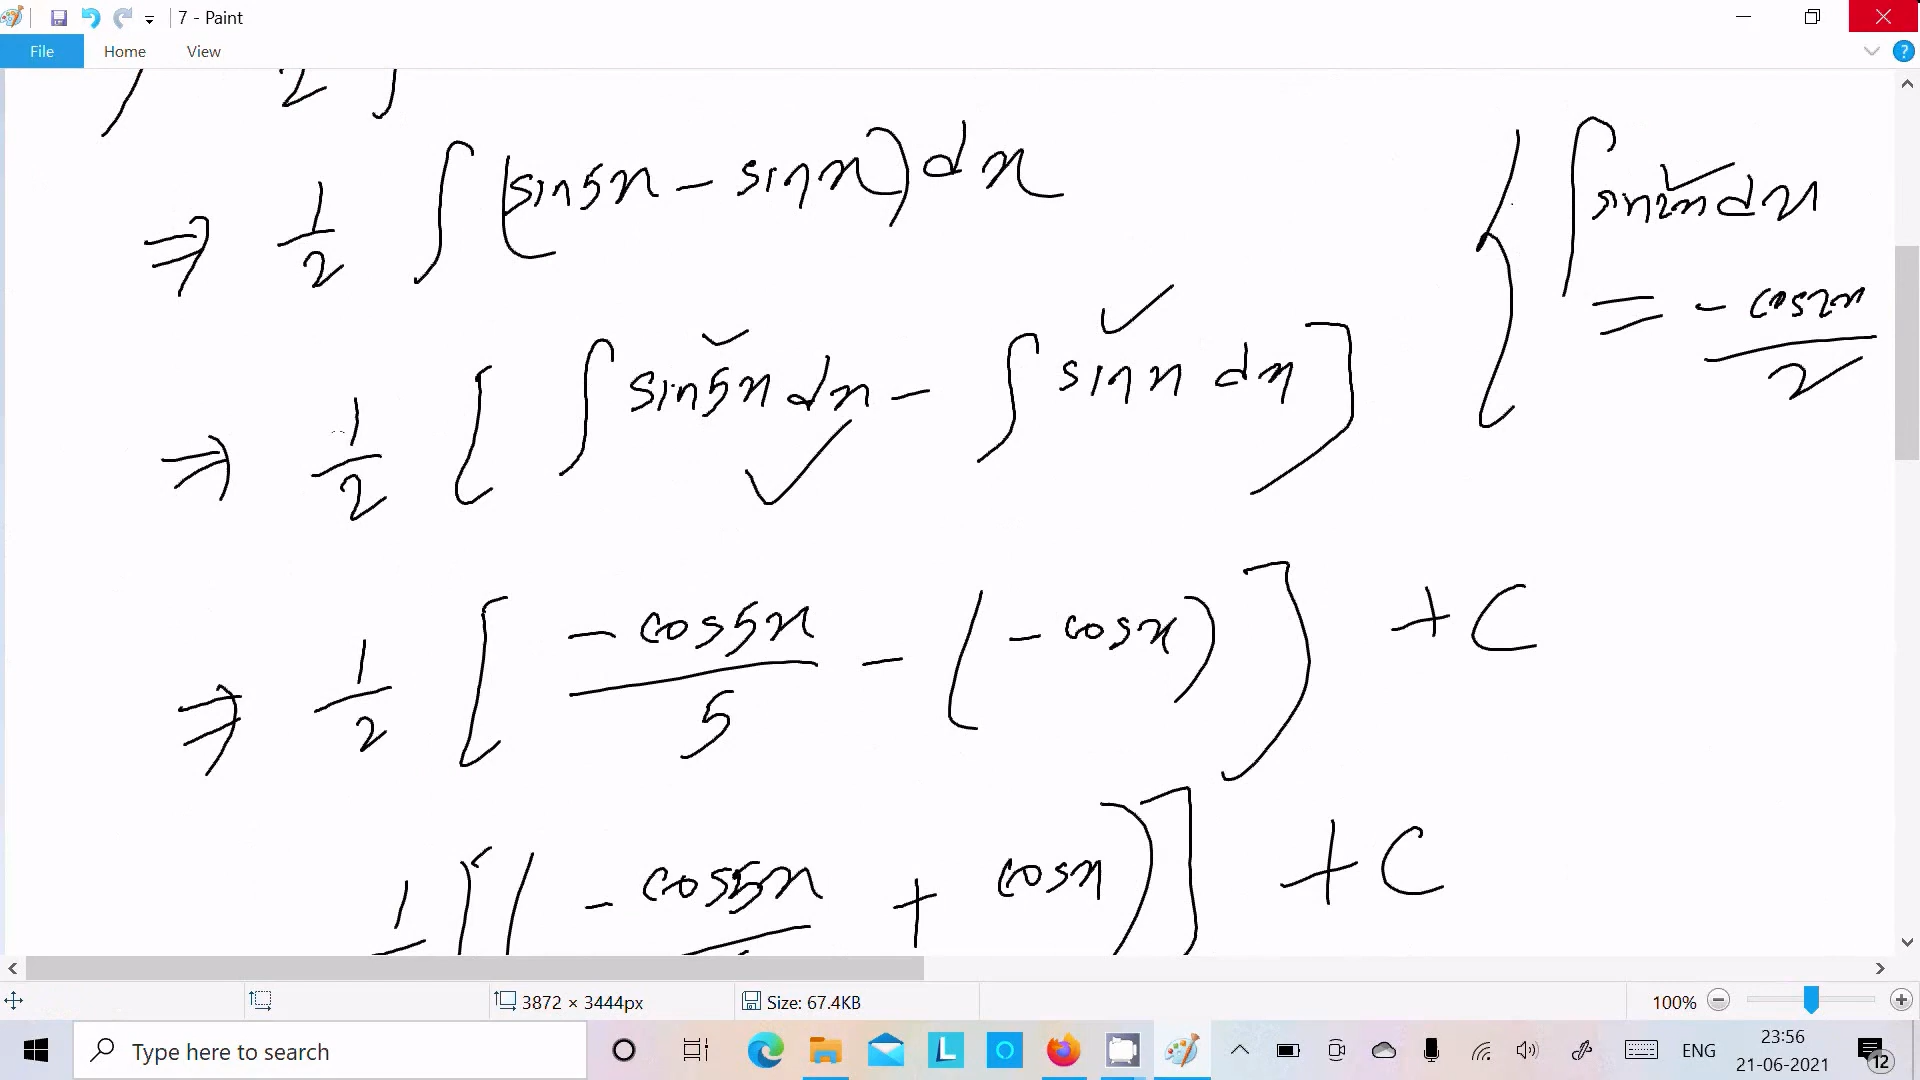 7 - Paint
File Home View
1/2 ∫
⇒ 1/2 ∫ (sin5x - sinx) dx
{ ∫ sin2x dx
= - cos2x / 2
⇒ 1/2 [ ∫ sin5x dx - ∫ sinx dx ]
⇒ 1/2 [ - cos5x / 5 - ( - cosx) ] + C
1 [( - cos5x + cosx )] + C
3872 × 3444px Size: 67.4KB 100%
Type here to search
ENG
23:56
21-06-2021
12